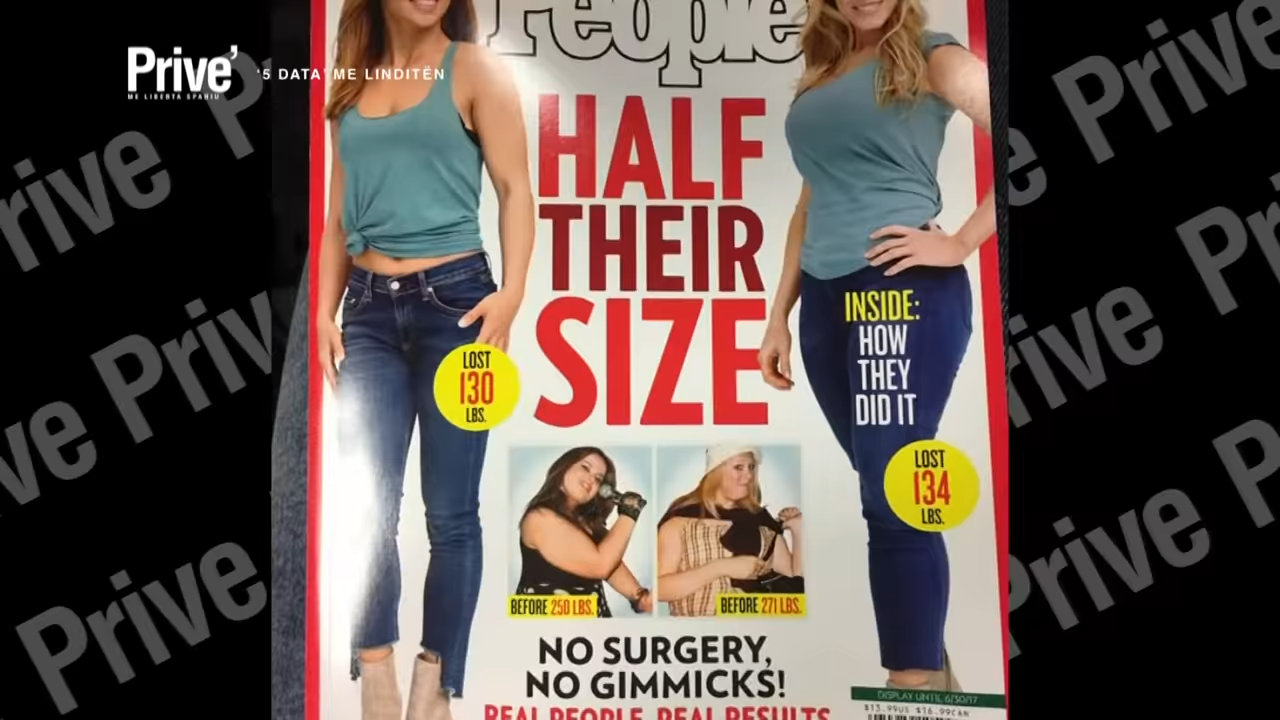 People
Prive'
ME LIBERTA SPAHIU
'5 DATA' ME LINDITËN
HALF
THEIR
SIZE
INSIDE:
HOW
THEY
DID IT
LOST
130
LBS.
LOST
134
LBS.
BEFORE 250 LBS.
BEFORE 271 LBS.
NO SURGERY,
NO GIMMICKS!
REAL PEOPLE, REAL RESULTS
DISPLAY UNTIL 6/30/17
$13.99US $16.99CAN
Prive
Prive
Prive
Prive
Prive
Prive